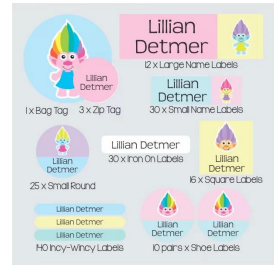 Lillian
Detmer
12 x Large Name Labels
Lillian
Detmer
1 x Bag Tag
3 x Zip Tag
Lillian
Detmer
30 x Small Name Labels
Lillian
Detmer
25 x Small Round
Lillian Detmer
30 x Iron On Labels
Lillian
Detmer
16 x Square Labels
Lillian Detmer
Lillian Detmer
Lillian Detmer
140 Incy-Wincy Labels
Lillian
Detmer
Lillian
Detmer
10 pairs x Shoe Labels